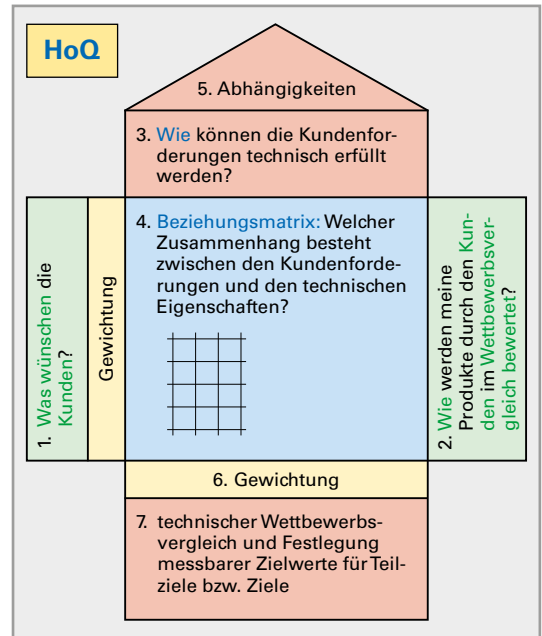 HoQ
5. Abhängigkeiten
3. Wie können die Kundenfor-
derungen technisch erfüllt
werden?
1. Was wünschen die
Kunden?
Gewichtung
4. Beziehungsmatrix: Welcher
Zusammenhang besteht
zwischen den Kundenforde-
rungen und den technischen
Eigenschaften?
2. Wie werden meine
Produkte durch den Kun-
den im Wettbewerbsver-
gleich bewertet?
6. Gewichtung
7. technischer Wettbewerbs-
vergleich und Festlegung
messbarer Zielwerte für Teil-
ziele bzw. Ziele